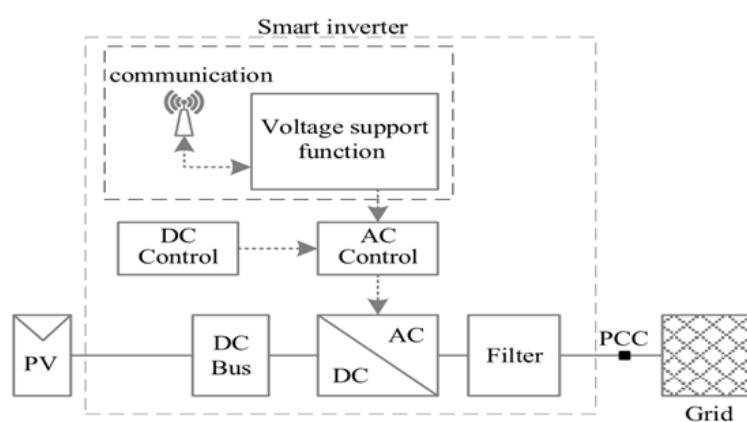 Smart inverter
communication
Voltage support
function
DC
Control
AC
Control
PV
DC
Bus
AC
DC
Filter
PCC
Grid